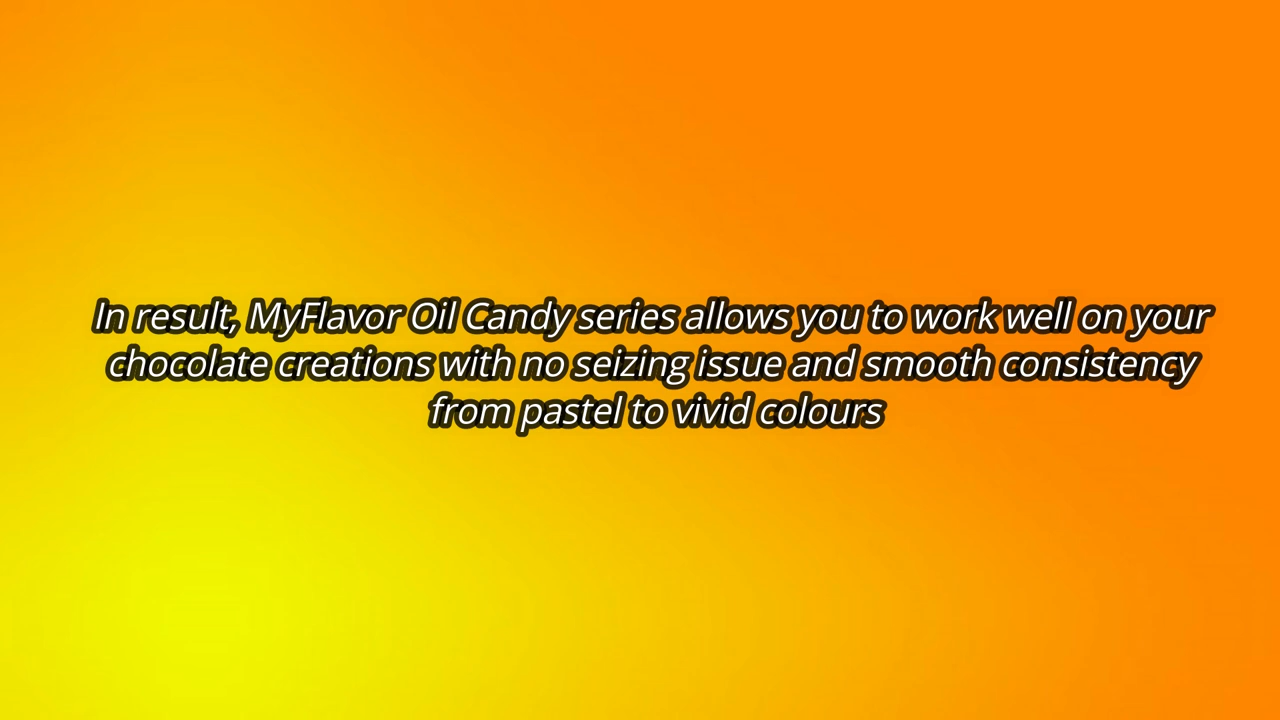 In result, MyFlavor Oil Candy series allows you to work well on your
chocolate creations with no seizing issue and smooth consistency
from pastel to vivid colours